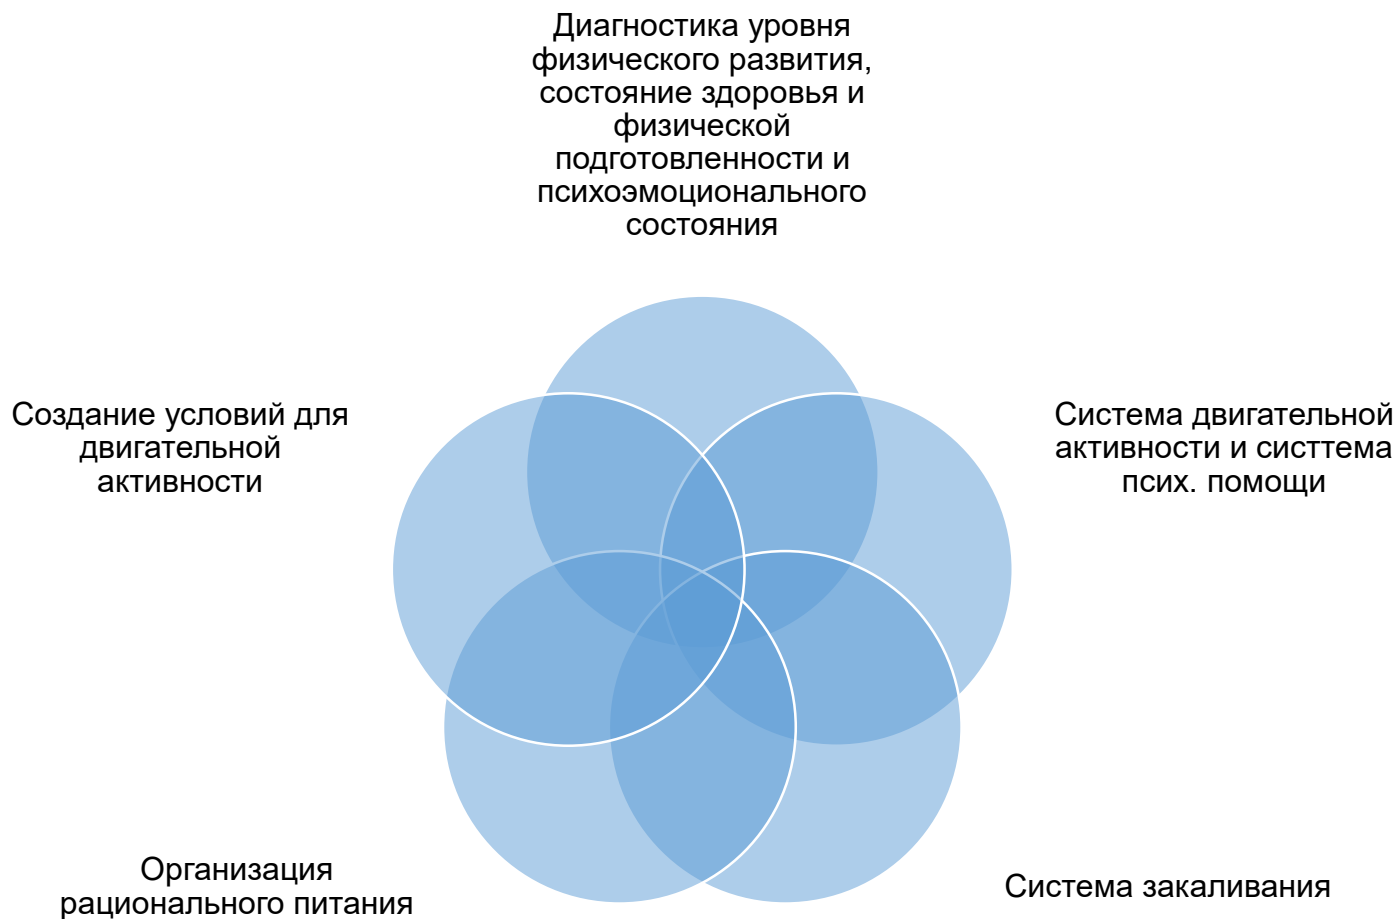 Диагностика уровня
физического развития,
состояние здоровья и
физической
подготовленности и
психоэмоционального
состояния
Создание условий для
двигательной
активности
Система двигательной
активности и систтема
псих. помощи
Организация
рационального питания
Система закаливания